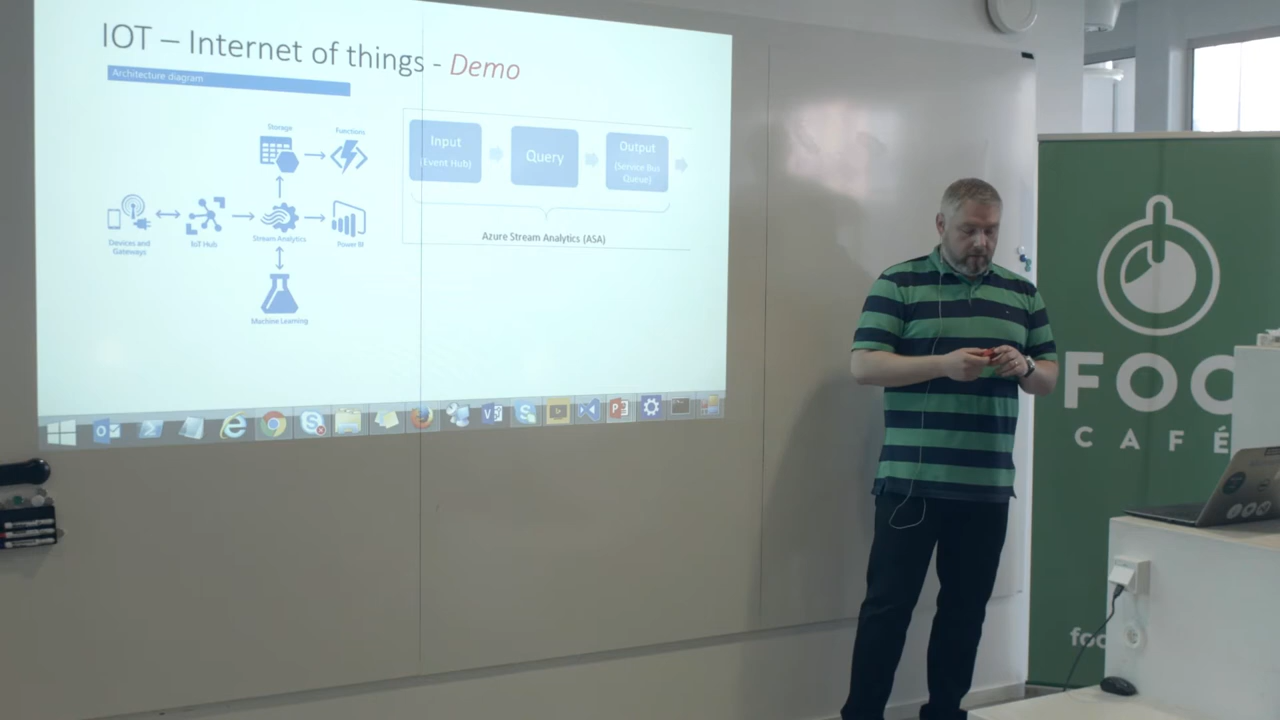 IOT – Internet of things - Demo
Architecture diagram
Storage
Functions
Devices and
Gateways
IoT Hub
Stream Analytics
Power BI
Machine Learning
Input
(Event Hub)
Query
Output
(Service Bus
Queue)
Azure Stream Analytics (ASA)
FOO
CAFÉ
foo